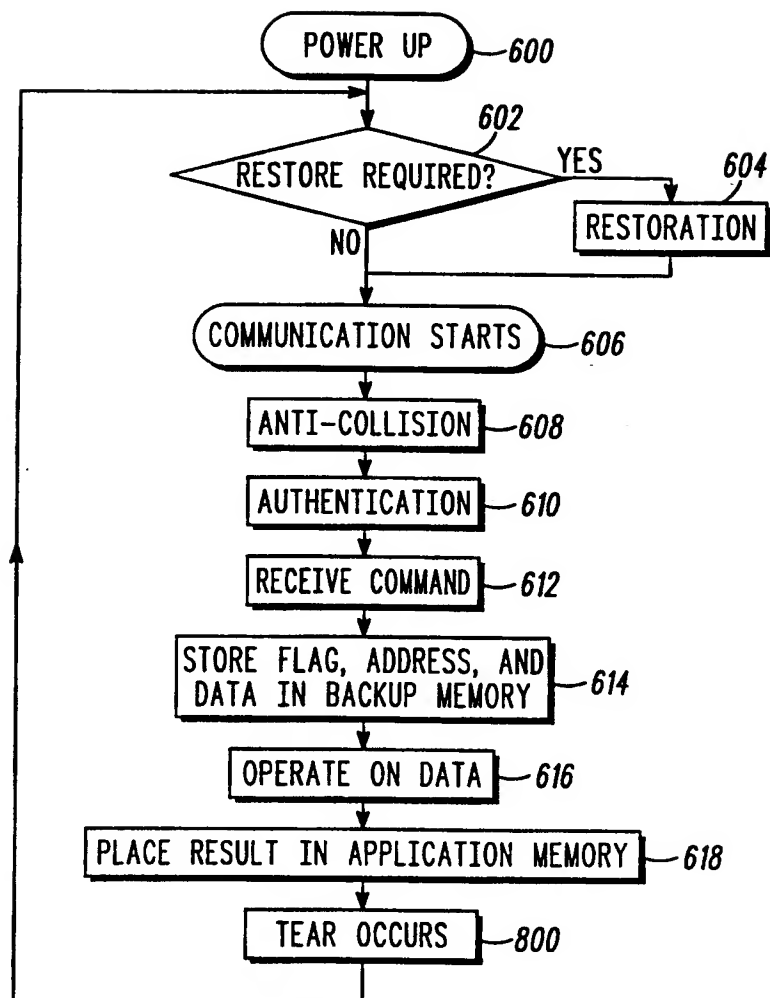 POWER UP 600
602
RESTORE REQUIRED?
YES
604
RESTORATION
NO
COMMUNICATION STARTS 606
ANTI-COLLISION 608
AUTHENTICATION 610
RECEIVE COMMAND 612
STORE FLAG, ADDRESS, AND
DATA IN BACKUP MEMORY 614
OPERATE ON DATA 616
PLACE RESULT IN APPLICATION MEMORY 618
TEAR OCCURS 800